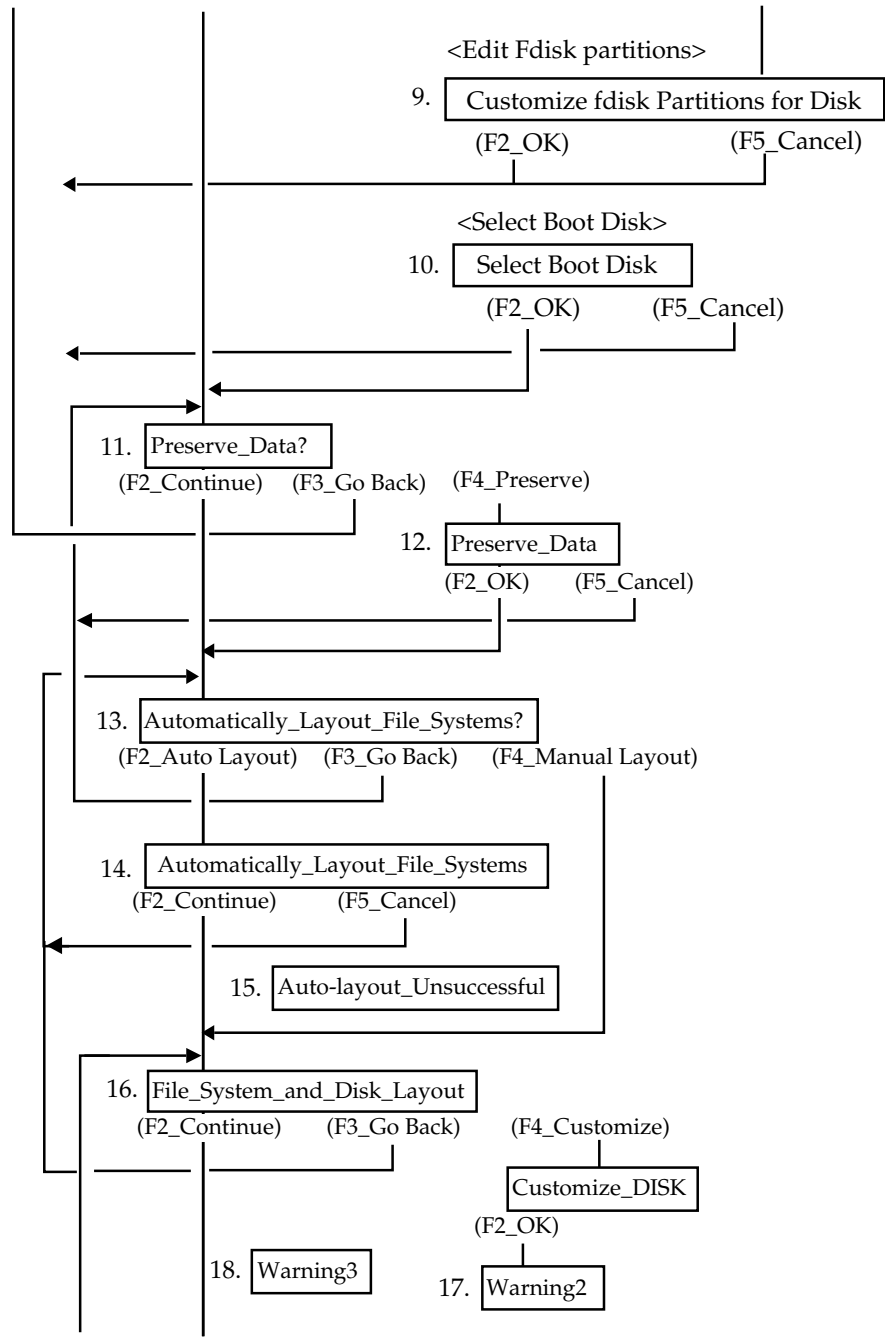 <Edit Fdisk partitions>
9. Customize fdisk Partitions for Disk
(F2_OK) (F5_Cancel)
<Select Boot Disk>
10. Select Boot Disk
(F2_OK) (F5_Cancel)
11. Preserve_Data?
(F2_Continue) (F3_Go Back) (F4_Preserve)
12. Preserve_Data
(F2_OK) (F5_Cancel)
13. Automatically_Layout_File_Systems?
(F2_Auto Layout) (F3_Go Back) (F4_Manual Layout)
14. Automatically_Layout_File_Systems
(F2_Continue) (F5_Cancel)
15. Auto-layout_Unsuccessful
16. File_System_and_Disk_Layout
(F2_Continue) (F3_Go Back) (F4_Customize)
Customize_DISK
(F2_OK)
18. Warning3
17. Warning2